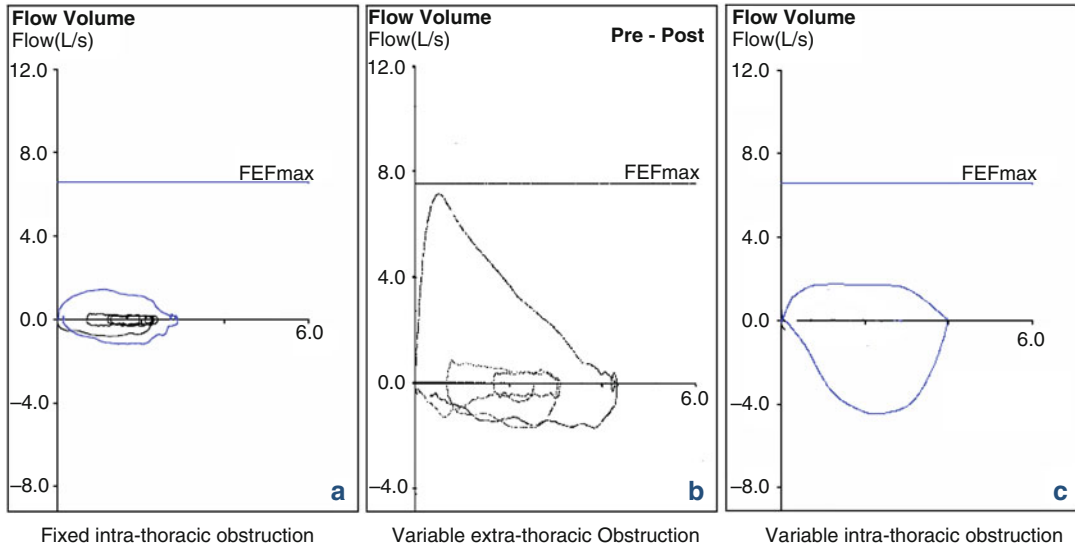 Flow Volume
Flow(L/s)
12.0
8.0
FEFmax
4.0
0.0
6.0
–4.0
–8.0
a
Fixed intra-thoracic obstruction
Flow Volume
Flow(L/s)
Pre - Post
12.0
8.0
FEFmax
4.0
0.0
6.0
–4.0
b
Variable extra-thoracic Obstruction
Flow Volume
Flow(L/s)
12.0
8.0
FEFmax
4.0
0.0
6.0
–4.0
–8.0
c
Variable intra-thoracic obstruction